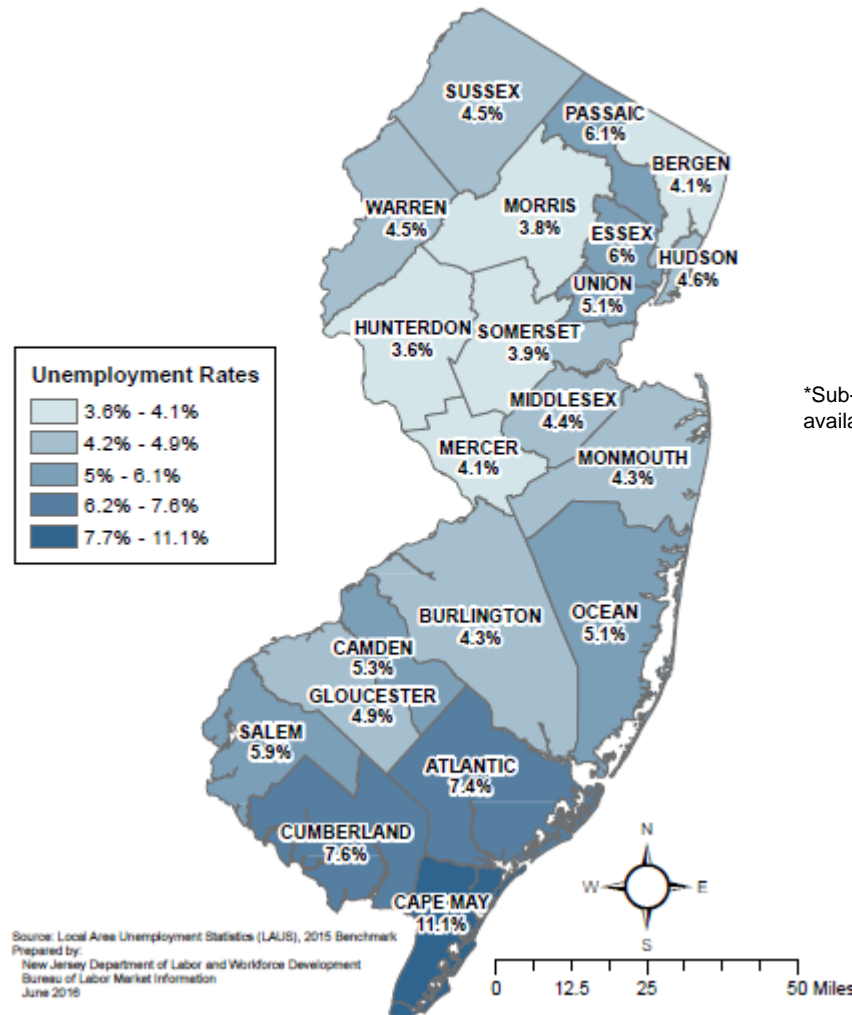 SUSSEX
4.5%
PASSAIC
6.1%
BERGEN
4.1%
WARREN
4.5%
MORRIS
3.8%
ESSEX
6%
HUDSON
4.6%
UNION
5.1%
HUNTERDON
3.6%
SOMERSET
3.9%
Unemployment Rates
3.6% - 4.1%
4.2% - 4.9%
5% - 6.1%
6.2% - 7.6%
7.7% - 11.1%
*Sub-
availa
MIDDLESEX
4.4%
MERCER
4.1%
MONMOUTH
4.3%
BURLINGTON
4.3%
OCEAN
5.1%
CAMDEN
5.3%
GLOUCESTER
4.9%
SALEM
5.9%
ATLANTIC
7.4%
CUMBERLAND
7.6%
CAPE MAY
11.1%
N
W E
S
Source: Local Area Unemployment Statistics (LAUS), 2015 Benchmark
Prepared by:
New Jersey Department of Labor and Workforce Development
Bureau of Labor Market Information
June 2016
0 12.5 25 50 Miles